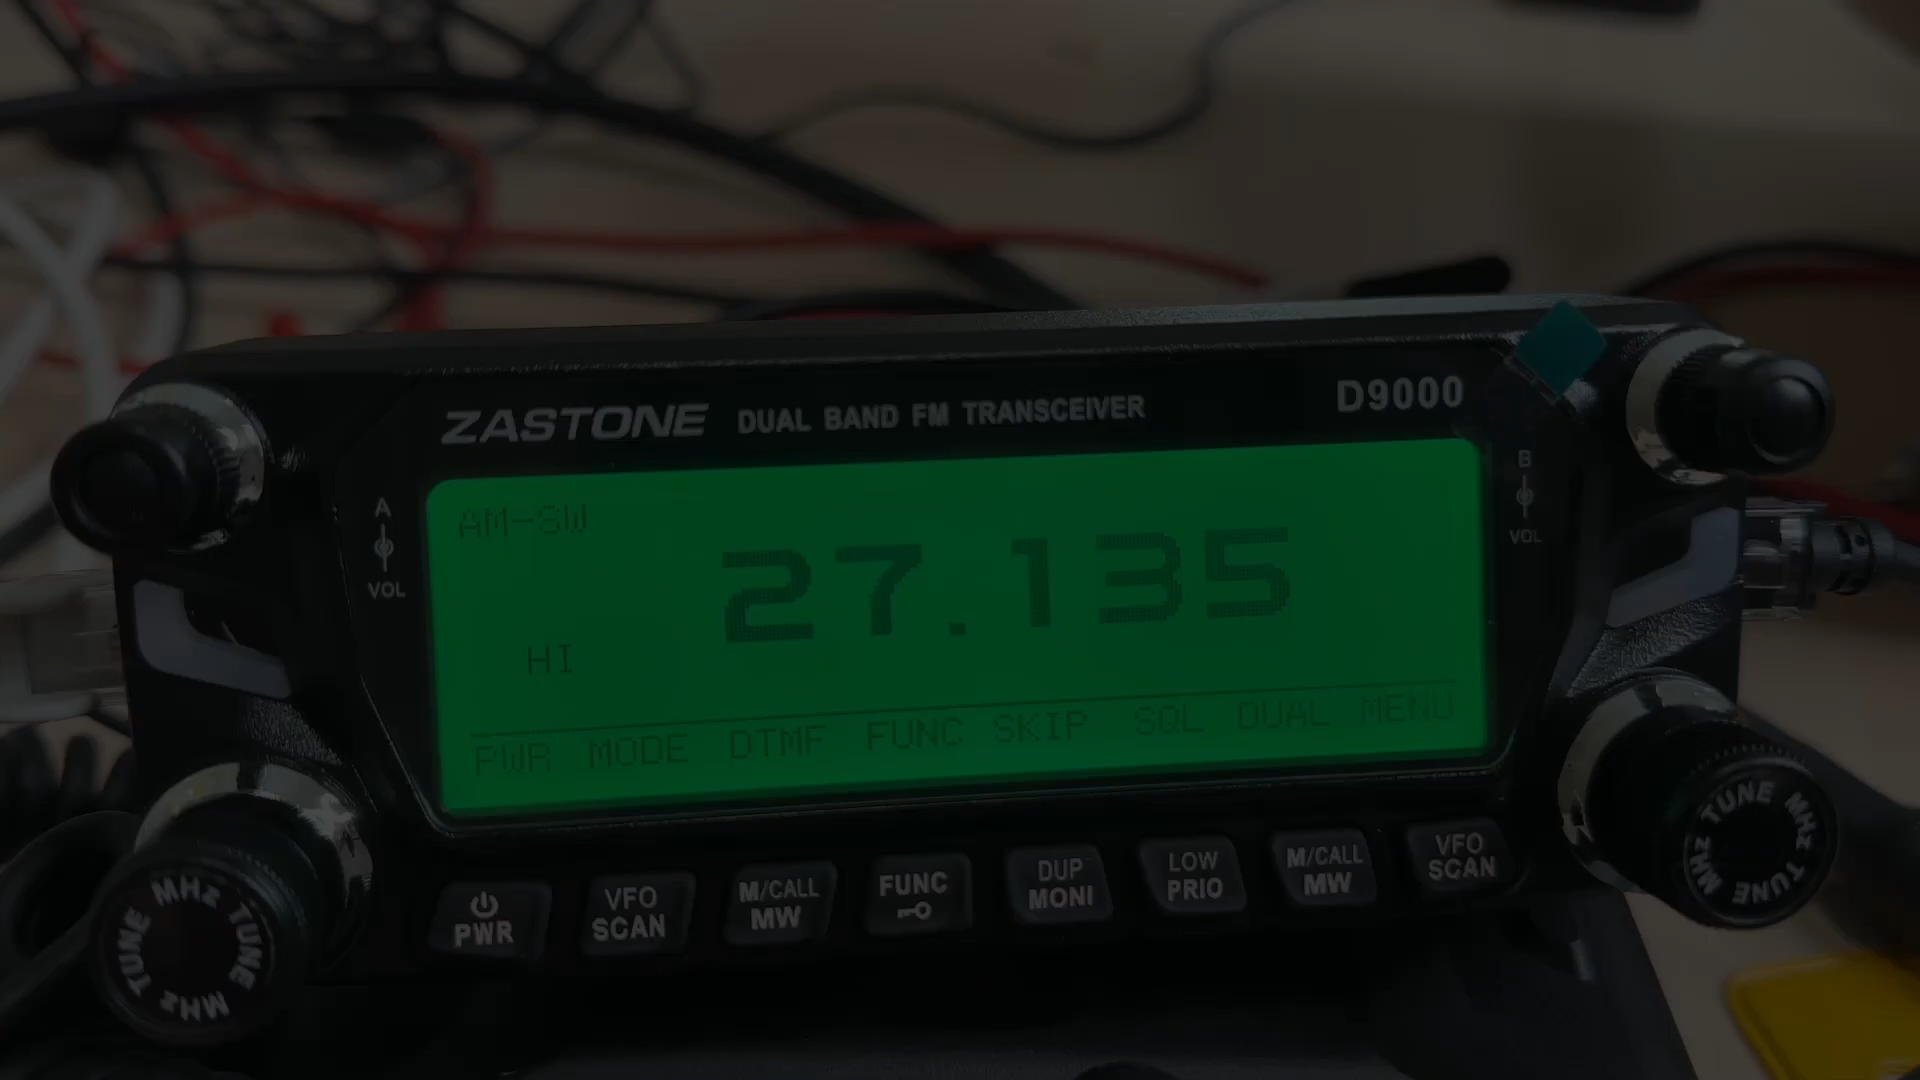 ZASTONE DUAL BAND FM TRANSCEIVER D9000
A
VOL
B
VOL
AM-SW
27.135
HI
PWR MODE DTMF FUNC SKIP SQL DUAL MENU
PWR
VFO
SCAN
M/CALL
MW
FUNC
DUP
MONI
LOW
PRIO
M/CALL
MW
VFO
SCAN
TUNE MHz TUNE MHz
TUNE MHz TUNE MHz